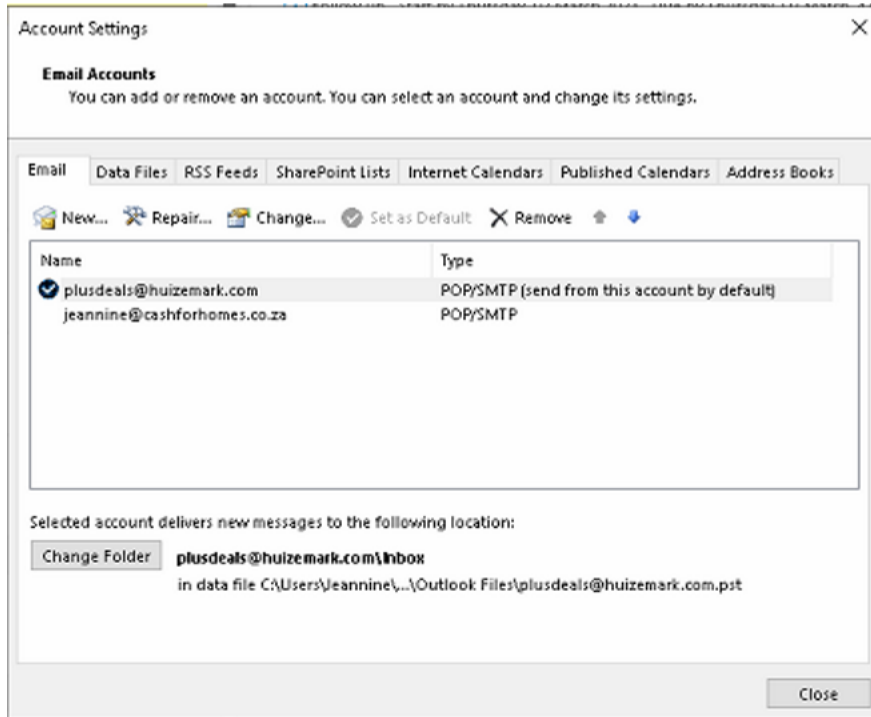 Account Settings
Email Accounts
You can add or remove an account. You can select an account and change its settings.
Email Data Files RSS Feeds SharePoint Lists Internet Calendars Published Calendars Address Books
New... Repair... Change... Set as Default Remove
Name Type
plusdeals@huizemark.com POP/SMTP (send from this account by default)
jeannine@cashforhomes.co.za POP/SMTP
Selected account delivers new messages to the following location:
Change Folder plusdeals@huizemark.com\Inbox
in data file C:\Users\Jeannine\...\Outlook Files\plusdeals@huizemark.com.pst
Close